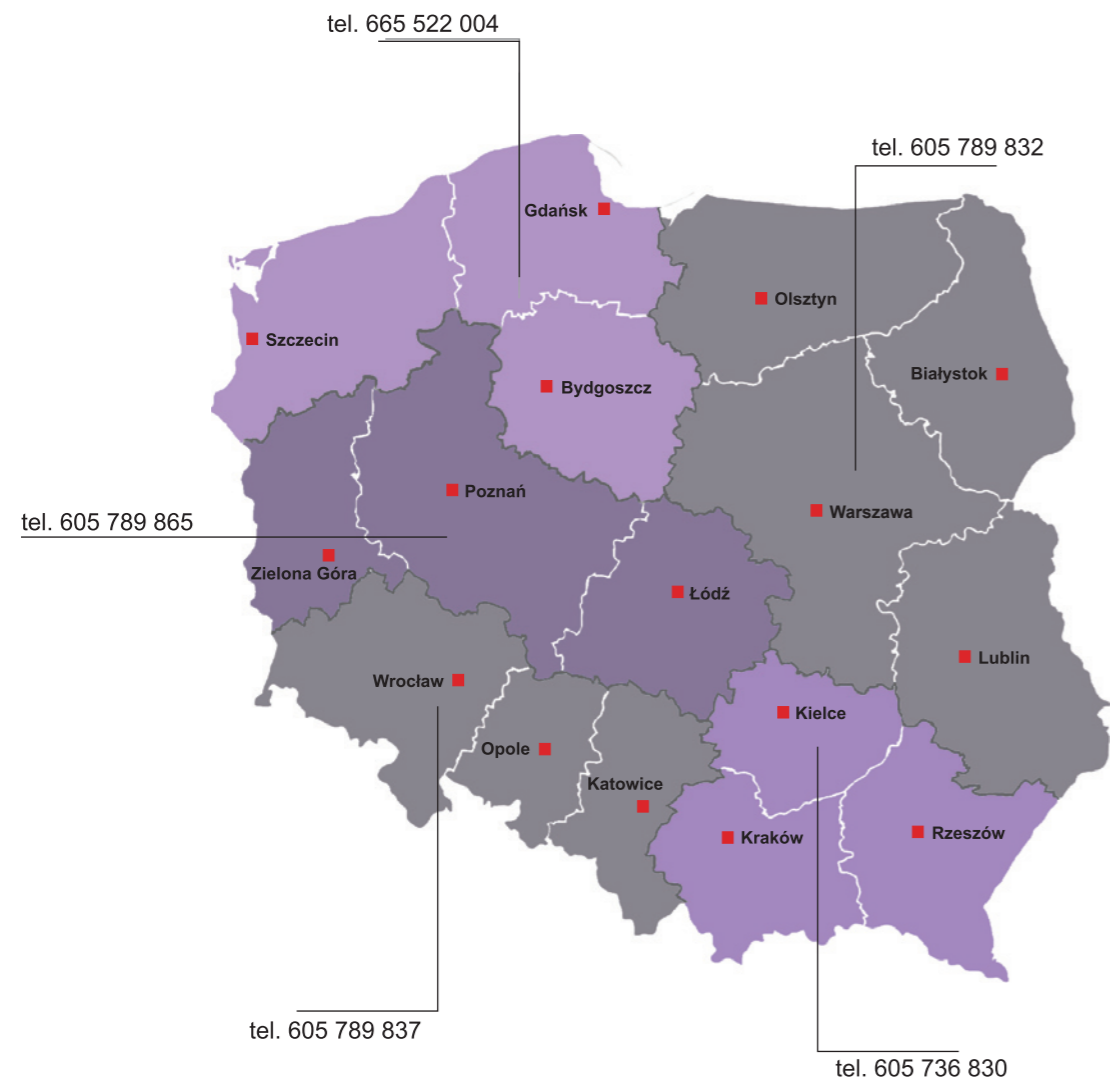 tel. 665 522 004
tel. 605 789 832
Gdańsk
Olsztyn
Szczecin
Białystok
Bydgoszcz
Poznań
Warszawa
tel. 605 789 865
Zielona Góra
Łódź
Lublin
Wrocław
Kielce
Opole
Katowice
Kraków
Rzeszów
tel. 605 789 837
tel. 605 736 830